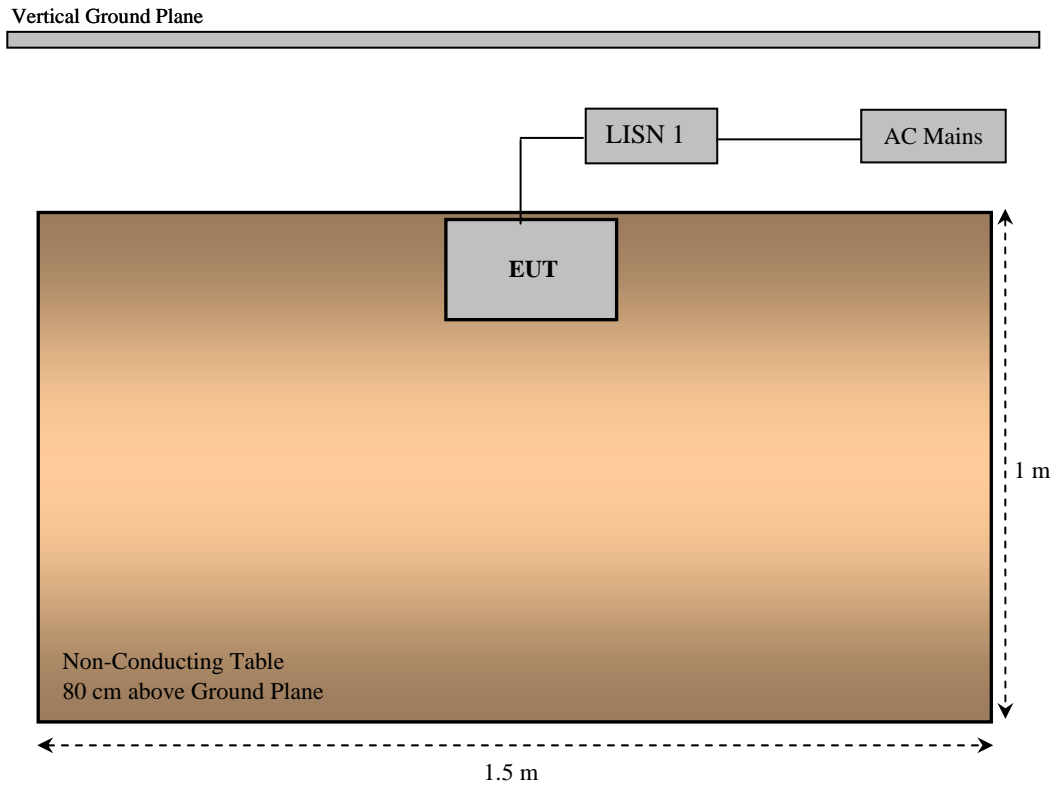 Vertical Ground Plane
LISN 1
AC Mains
EUT
1 m
Non-Conducting Table
80 cm above Ground Plane
1.5 m